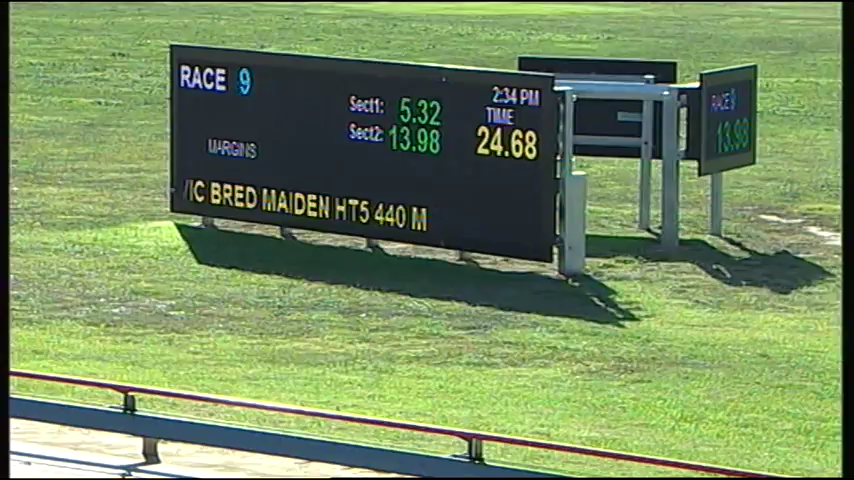 RACE 9
2:34 PM
Sect1: 5.32
TIME
Sect2: 13.98
24.68
MARGINS
VIC BRED MAIDEN HT5 440 M
RACE 9
13.98